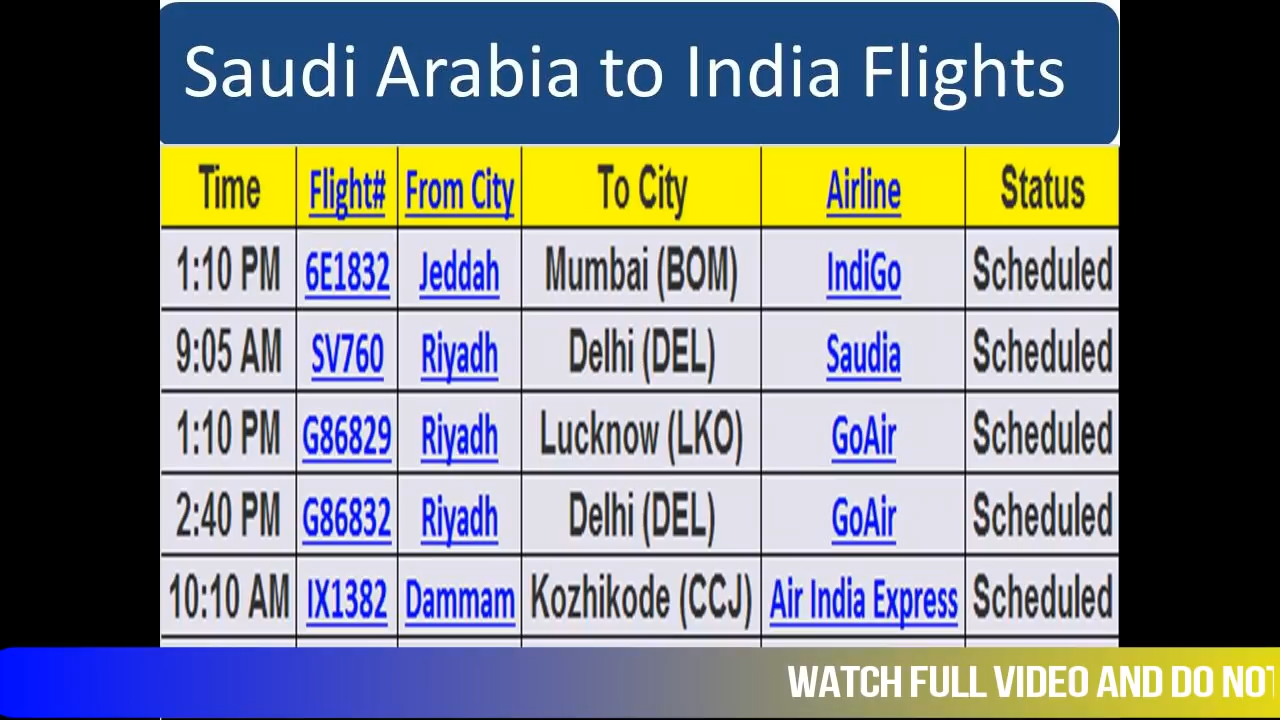 Saudi Arabia to India Flights
Time Flight# From City To City Airline Status
1:10 PM 6E1832 Jeddah Mumbai (BOM) IndiGo Scheduled
9:05 AM SV760 Riyadh Delhi (DEL) Saudia Scheduled
1:10 PM G86829 Riyadh Lucknow (LKO) GoAir Scheduled
2:40 PM G86832 Riyadh Delhi (DEL) GoAir Scheduled
10:10 AM IX1382 Dammam Kozhikode (CCJ) Air India Express Scheduled
WATCH FULL VIDEO AND DO NOT